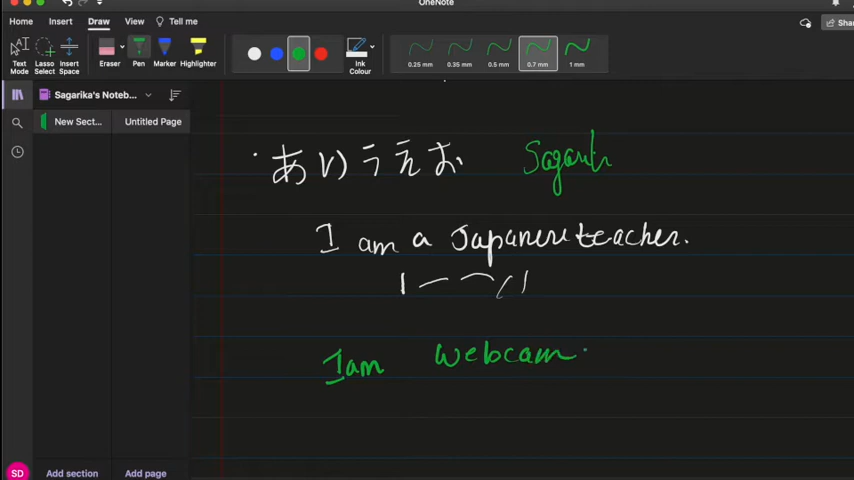 OneNote
Home Insert Draw View Tell me
Text Mode Lasso Select Insert Space Eraser Pen Marker Highlighter Ink Colour 0.25 mm 0.35 mm 0.5 mm 0.7 mm 1 mm
Sagarika's Noteb...
New Sect... Untitled Page
あいうえお
I am a Japanese teacher.
I am webcam
SD Add section Add page